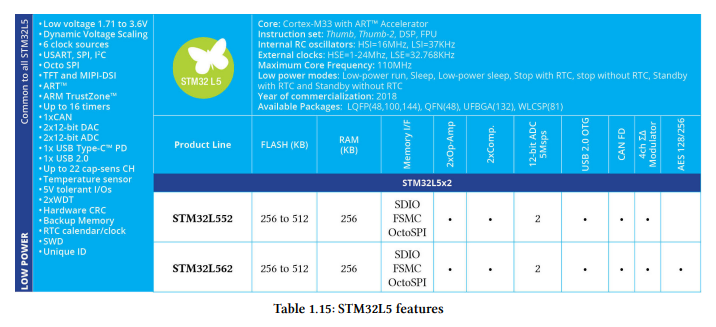 Common to all STM32L5
LOW POWER
• Low voltage 1.71 to 3.6V
• Dynamic Voltage Scaling
• 6 clock sources
• USART, SPI, I²C
• Octo SPI
• TFT and MIPI-DSI
• ART™
• ARM TrustZone™
• Up to 16 timers
• 1xCAN
• 2x12-bit DAC
• 2x12-bit ADC
• 1x USB Type-C™ PD
• 1x USB 2.0
• Up to 22 cap-sens CH
• Temperature sensor
• 5V tolerant I/Os
• 2xWDT
• Hardware CRC
• Backup Memory
• RTC calendar/clock
• SWD
• Unique ID
STM32 L5
Core: Cortex-M33 with ART™ Accelerator
Instruction set: Thumb, Thumb-2, DSP, FPU
Internal RC oscillators: HSI=16MHz, LSI=37KHz
External clocks: HSE=1-24Mhz, LSE=32.768KHz
Maximum Core Frequency: 110MHz
Low power modes: Low-power run, Sleep, Low-power sleep, Stop with RTC, stop without RTC, Standby
with RTC and Standby without RTC
Year of commercialization: 2018
Available Packages: LQFP(48,100,144), QFN(48), UFBGA(132), WLCSP(81)
Product Line
FLASH (KB)
RAM
(KB)
Memory I/F
2xOp-Amp
2xComp.
12-bit ADC
5Msps
USB 2.0 OTG
CAN FD
4ch ΣΔ
Modulator
AES 128/256
STM32L5x2
STM32L552 256 to 512 256
SDIO
FSMC
OctoSPI
• • 2 • • •
STM32L562 256 to 512 256
SDIO
FSMC
OctoSPI
• • 2 • • • •
Table 1.15: STM32L5 features